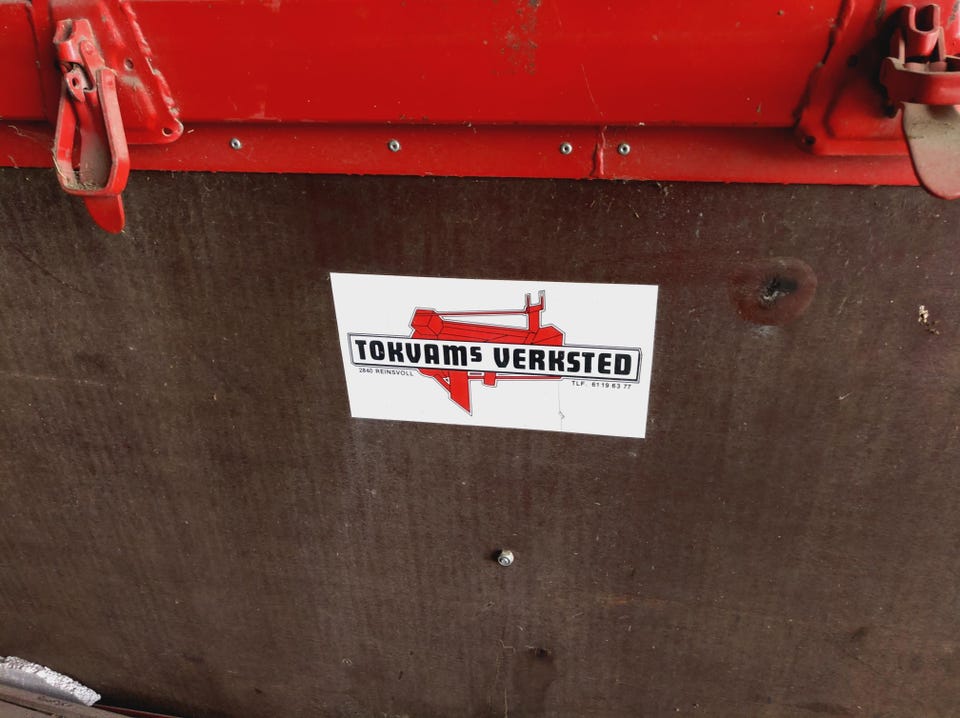 TOKVAMS VERKSTED
2840 REINSVOLL
TLF. 61 19 63 77